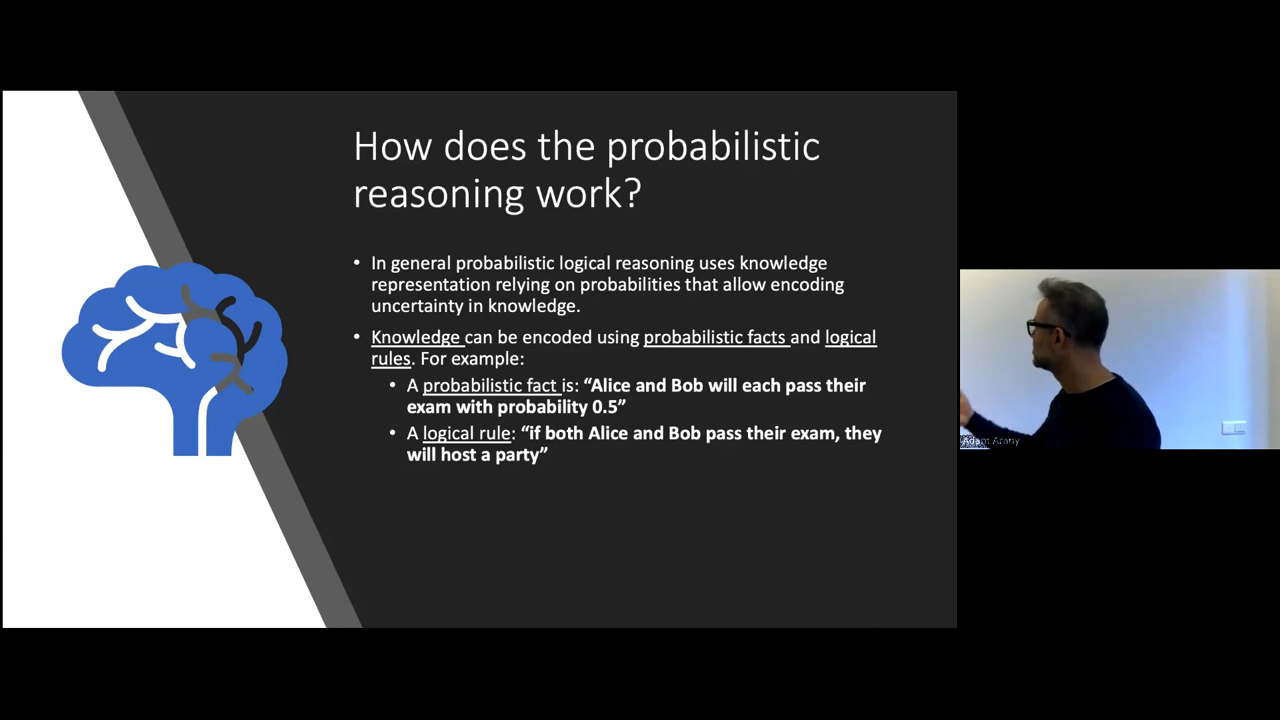 How does the probabilistic
reasoning work?
• In general probabilistic logical reasoning uses knowledge
representation relying on probabilities that allow encoding
uncertainty in knowledge.
• Knowledge can be encoded using probabilistic facts and logical
rules. For example:
• A probabilistic fact is: “Alice and Bob will each pass their
exam with probability 0.5”
• A logical rule: “if both Alice and Bob pass their exam, they
will host a party”
Adam Arany